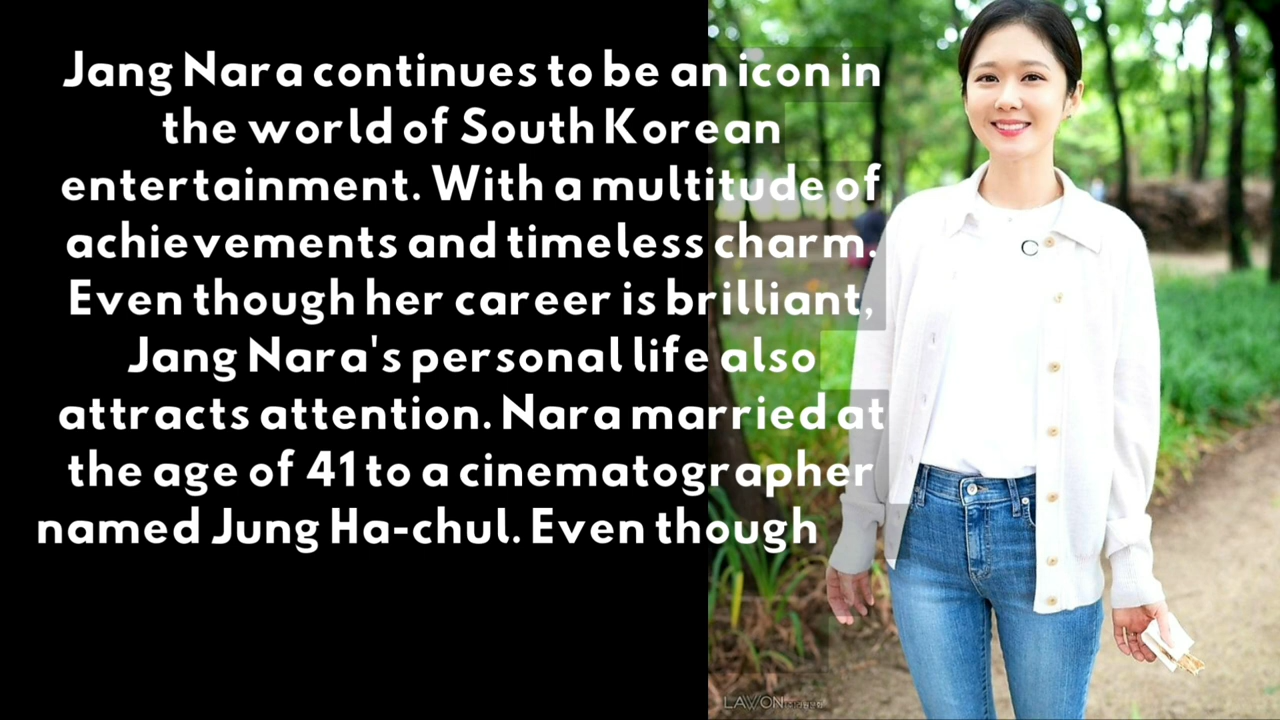 Jang Nara continues to be an icon in
the world of South Korean
entertainment. With a multitude of
achievements and timeless charm.
Even though her career is brilliant,
Jang Nara's personal life also
attracts attention. Nara married at
the age of 41 to a cinematographer
named Jung Ha-chul. Even though
C
LAWON